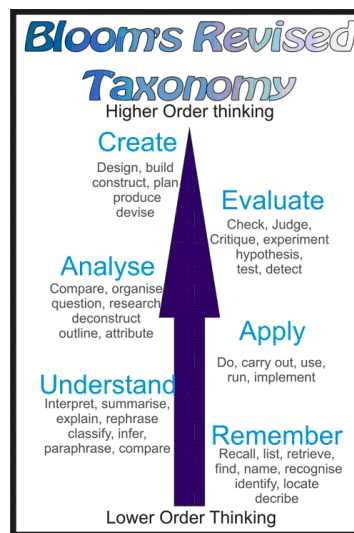 Bloom's Revised
Taxonomy
Higher Order thinking
Create
Design, build
construct, plan
produce
devise
Evaluate
Check, Judge,
Critique, experiment
hypothesis,
test, detect
Analyse
Compare, organise
question, research
deconstruct
outline, attribute
Apply
Do, carry out, use,
run, implement
Understand
Interpret, summarise,
explain, rephrase
classify, infer,
paraphrase, compare
Remember
Recall, list, retrieve,
find, name, recognise
identify, locate
decribe
Lower Order Thinking